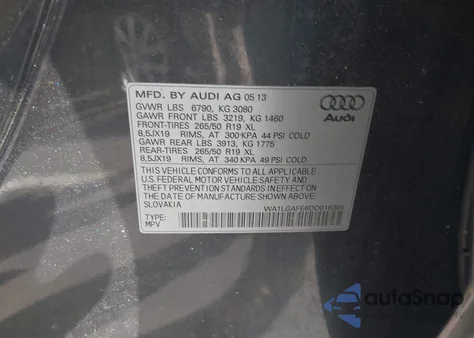 MFD. BY AUDI AG 05 13
GVWR LBS 6790, KG 3080
GAWR FRONT LBS 3219, KG 1460
FRONT-TIRES 265/50 R19 XL
8,5JX19 RIMS, AT 300 KPA 44 PSI COLD
GAWR REAR LBS 3913, KG 1775
REAR-TIRES 265/50 R19 XL
8,5JX19 RIMS, AT 340 KPA 49 PSI COLD
Audi
THIS VEHICLE CONFORMS TO ALL APPLICABLE
U.S. FEDERAL MOTOR VEHICLE SAFETY AND
THEFT PREVENTION STANDARDS IN EFFECT ON
THE DATE OF MANUFACTURE SHOWN ABOVE.
SLOVAKIA
TYPE:
MPV
autoSnap